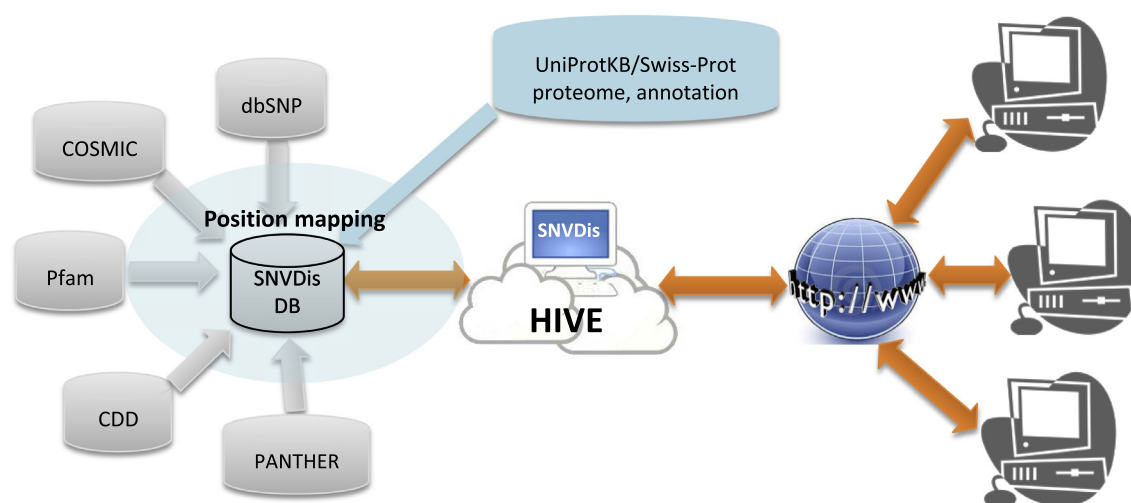 UniProtKB/Swiss-Prot
proteome, annotation
dbSNP
COSMIC
Position mapping
SNVDis
Pfam
SNVDis
DB
HIVE
http://www
CDD
PANTHER